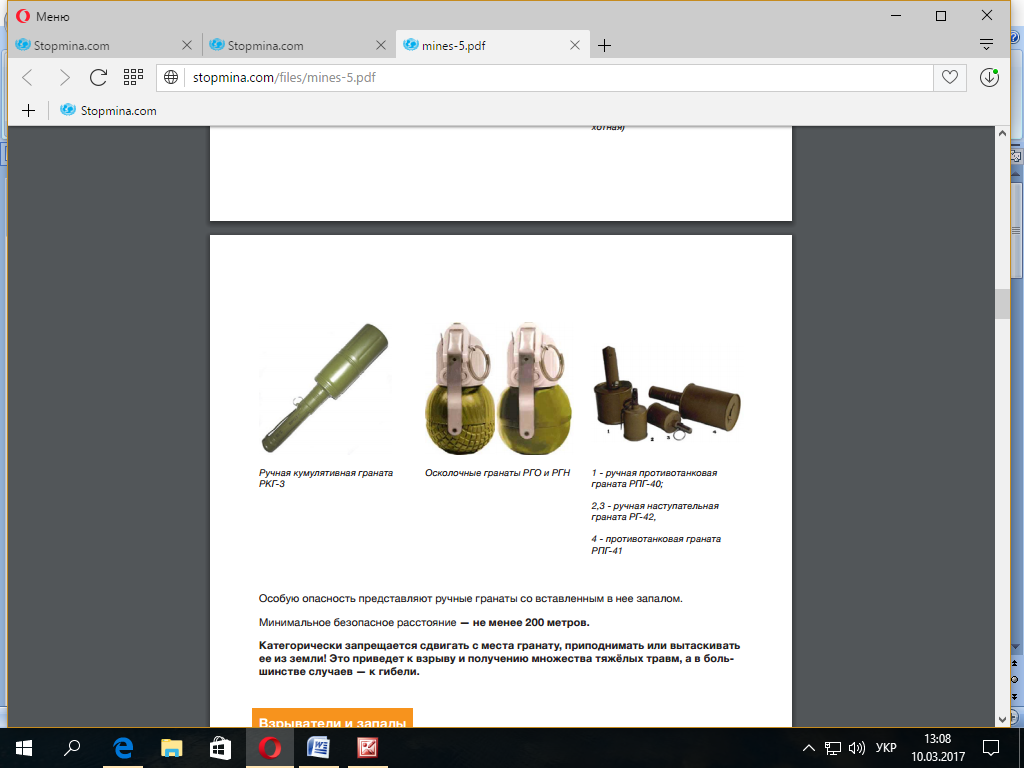 Меню
Stopmina.com
Stopmina.com
mines-5.pdf
stopmina.com/files/mines-5.pdf
Stopmina.com
хотная)
1
2
3
4
Ручная кумулятивная граната
РКГ-3
Осколочные гранаты РГО и РГН
1 - ручная противотанковая
граната РПГ-40;
2,3 - ручная наступательная
граната РГ-42,
4 - противотанковая граната
РПГ-41
Особую опасность представляют ручные гранаты со вставленным в нее запалом.
Минимальное безопасное расстояние — не менее 200 метров.
Категорически запрещается сдвигать с места гранату, приподнимать или вытаскивать
ее из земли! Это приведет к взрыву и получению множества тяжёлых травм, а в боль-
шинстве случаев — к гибели.
Взрыватели и запалы
УКР
13:08
10.03.2017